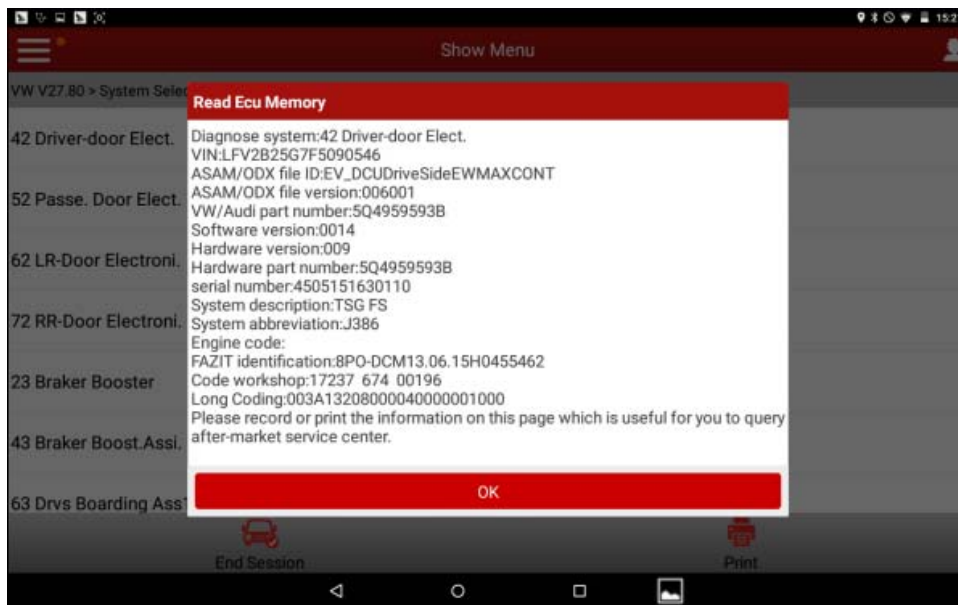 15:2
Show Menu
VW V27.80 > System Selec
Read Ecu Memory
42 Driver-door Elect.
52 Passe. Door Elect.
62 LR-Door Electroni.
72 RR-Door Electroni.
23 Braker Booster
43 Braker Boost.Assi.
63 Drvs Boarding Ass
Diagnose system:42 Driver-door Elect.
VIN:LFV2B25G7F5090546
ASAM/ODX file ID:EV_DCUDriveSideEWMAXCONT
ASAM/ODX file version:006001
VW/Audi part number:5Q4959593B
Software version:0014
Hardware version:009
Hardware part number:5Q4959593B
serial number:4505151630110
System description:TSG FS
System abbreviation:J386
Engine code:
FAZIT identification:8PO-DCM13.06.15H0455462
Code workshop:17237 674 00196
Long Coding:003A13208000040000001000
Please record or print the information on this page which is useful for you to query
after-market service center.
OK
End Session
Print